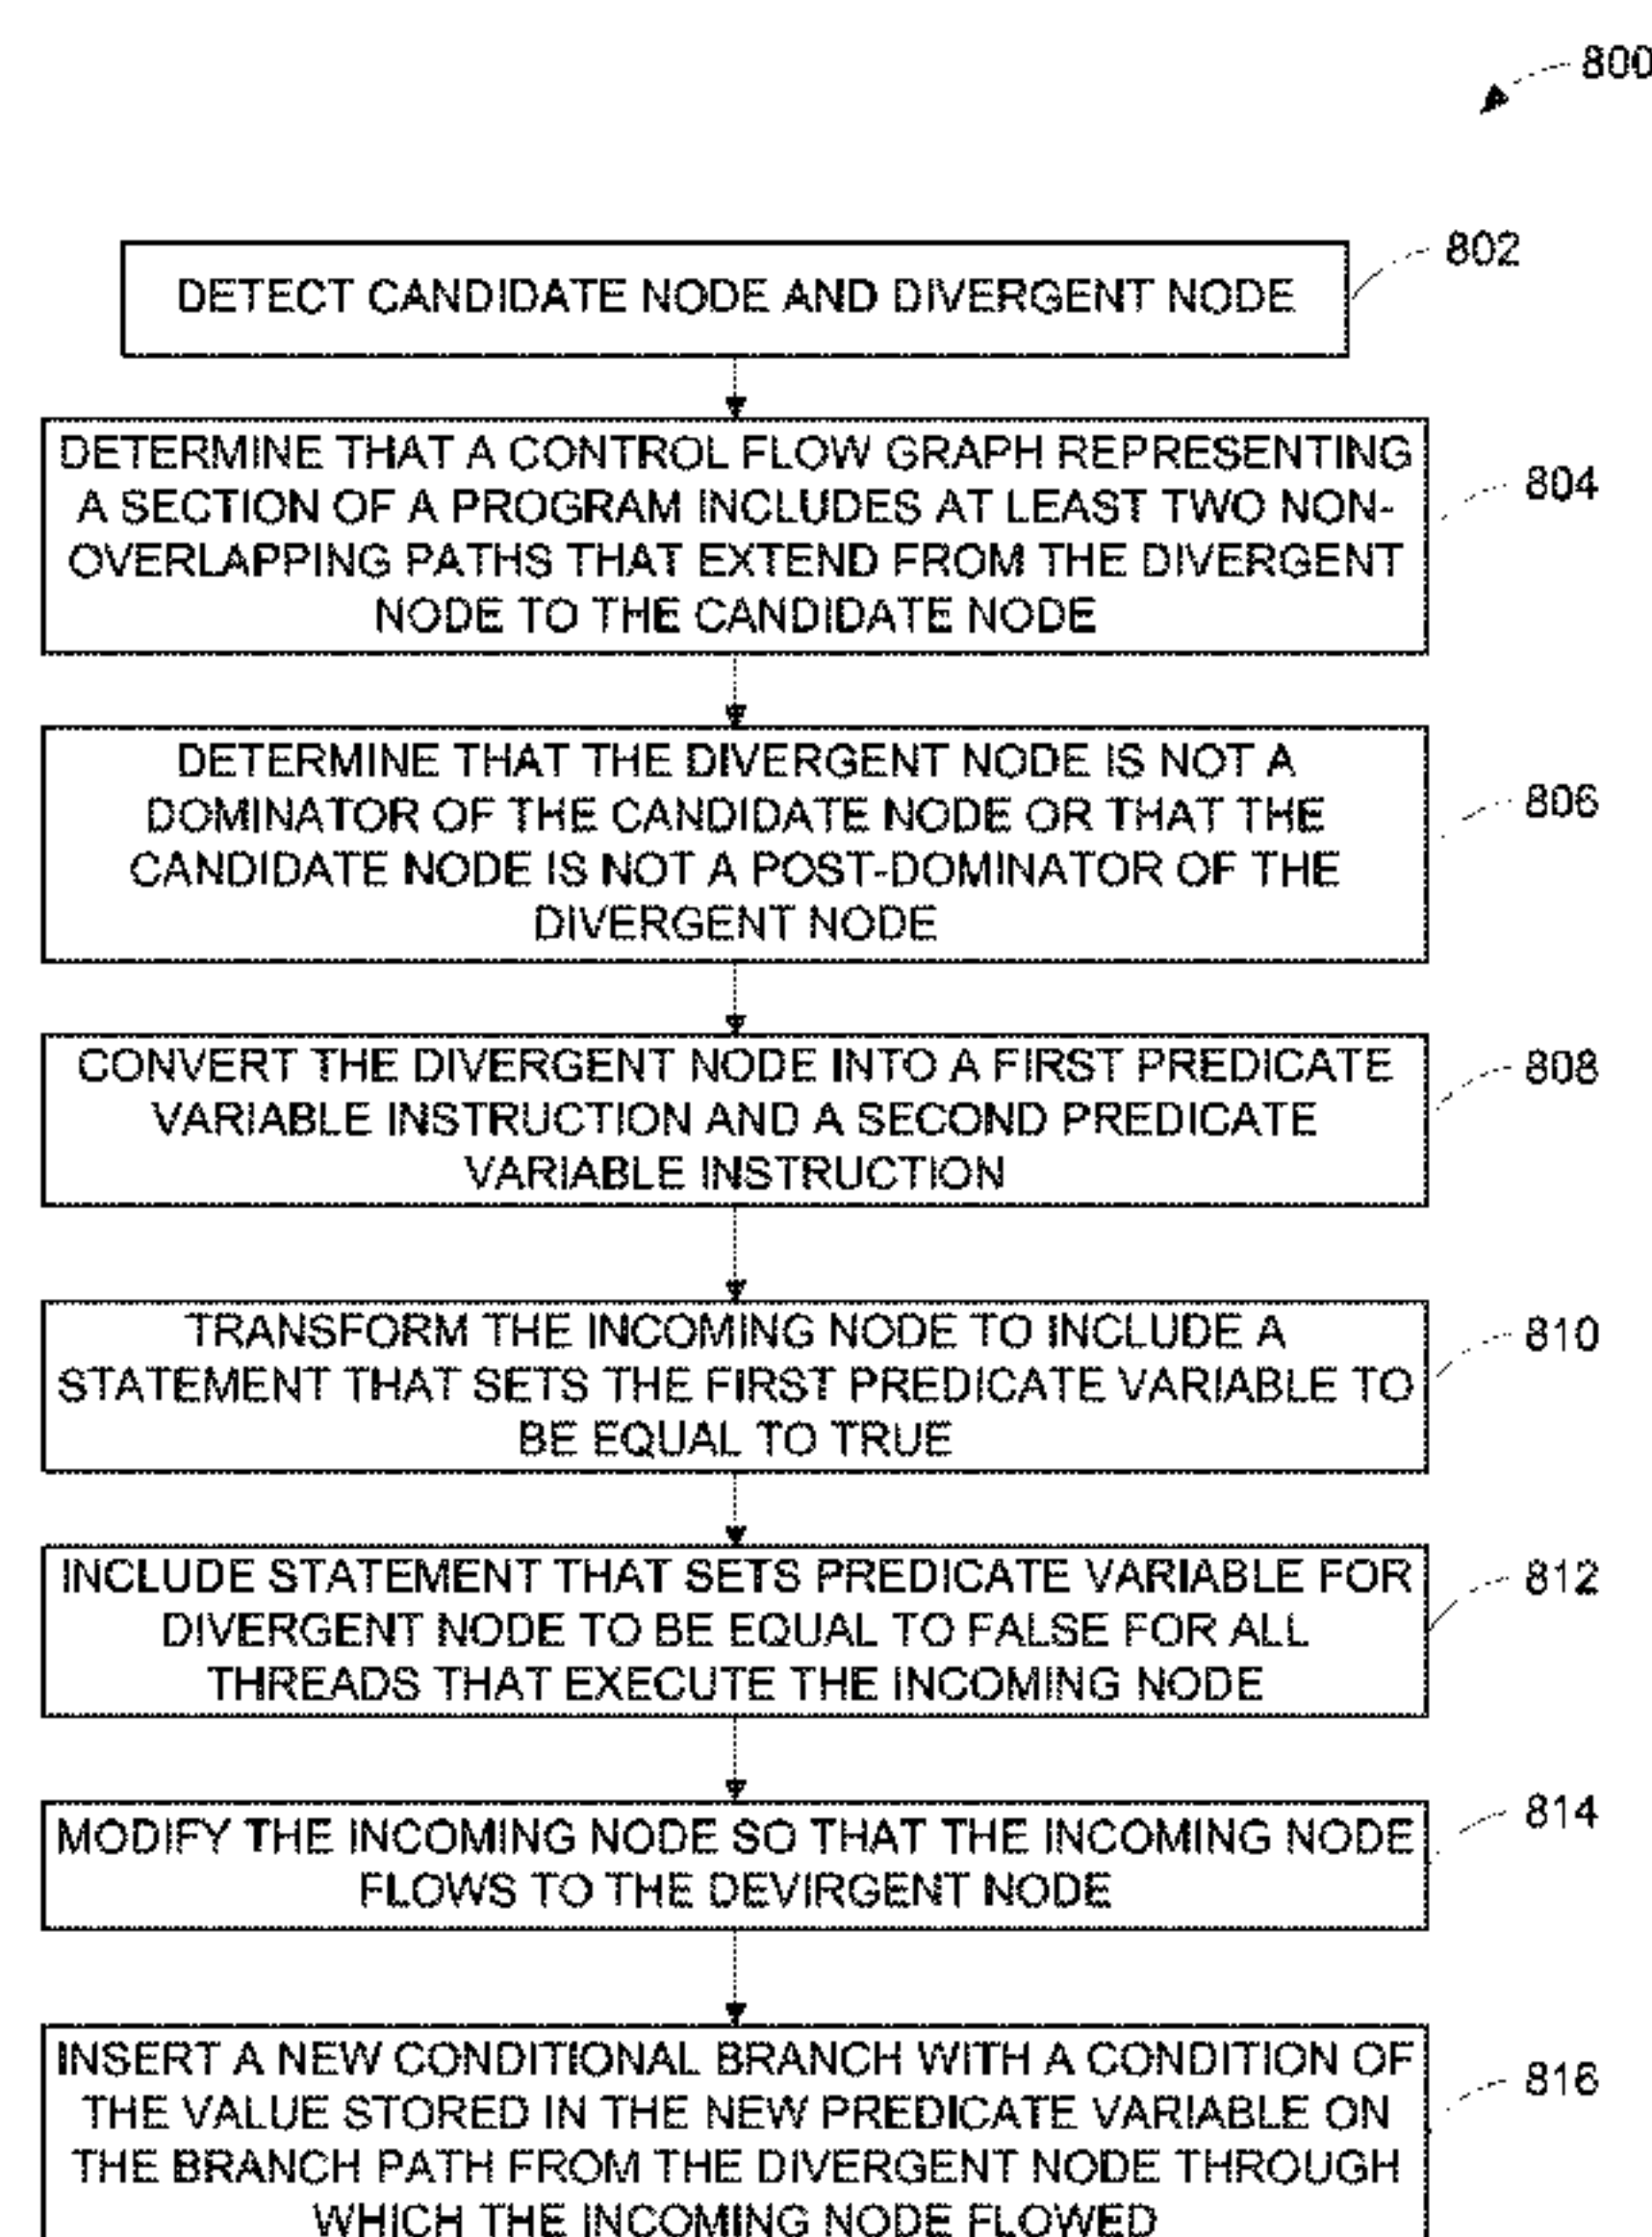 800
DETECT CANDIDATE NODE AND DIVERGENT NODE
802
DETERMINE THAT A CONTROL FLOW GRAPH REPRESENTING
A SECTION OF A PROGRAM INCLUDES AT LEAST TWO NON-
OVERLAPPING PATHS THAT EXTEND FROM THE DIVERGENT
NODE TO THE CANDIDATE NODE
804
DETERMINE THAT THE DIVERGENT NODE IS NOT A
DOMINATOR OF THE CANDIDATE NODE OR THAT THE
CANDIDATE NODE IS NOT A POST-DOMINATOR OF THE
DIVERGENT NODE
806
CONVERT THE DIVERGENT NODE INTO A FIRST PREDICATE
VARIABLE INSTRUCTION AND A SECOND PREDICATE
VARIABLE INSTRUCTION
808
TRANSFORM THE INCOMING NODE TO INCLUDE A
STATEMENT THAT SETS THE FIRST PREDICATE VARIABLE TO
BE EQUAL TO TRUE
810
INCLUDE STATEMENT THAT SETS PREDICATE VARIABLE FOR
DIVERGENT NODE TO BE EQUAL TO FALSE FOR ALL
THREADS THAT EXECUTE THE INCOMING NODE
812
MODIFY THE INCOMING NODE SO THAT THE INCOMING NODE
FLOWS TO THE DEVIRGENT NODE
814
INSERT A NEW CONDITIONAL BRANCH WITH A CONDITION OF
THE VALUE STORED IN THE NEW PREDICATE VARIABLE ON
THE BRANCH PATH FROM THE DIVERGENT NODE THROUGH
WHICH THE INCOMING NODE FLOWED
816